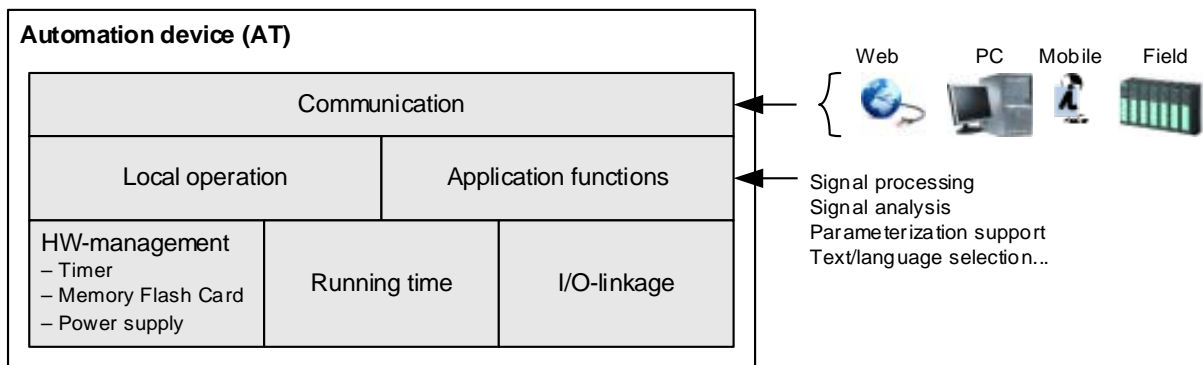 Automation device (AT)
Web PC Mobile Field
Communication
Local operation
Application functions
Signal processing
Signal analysis
Parameterization support
Text/language selection...
HW-management
– Timer
– Memory Flash Card
– Power supply
Running time
I/O-linkage